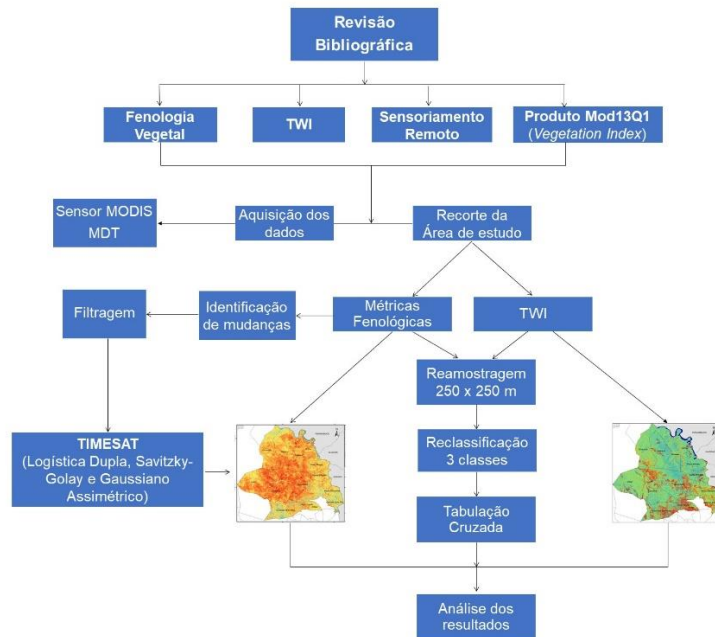 Revisão
Bibliográfica
Fenologia
Vegetal
TWI
Sensoriamento
Remoto
Produto Mod13Q1
(Vegetation Index)
Sensor MODIS
MDT
Aquisição dos
dados
Recorte da
Área de estudo
Filtragem
Identificação
de mudanças
Métricas
Fenológicas
TWI
Reamostragem
250 x 250 m
TIMESAT
(Logística Dupla, Savitzky-
Golay e Gaussiano
Assimétrico)
Reclassificação
3 classes
Tabulação
Cruzada
Análise dos
resultados